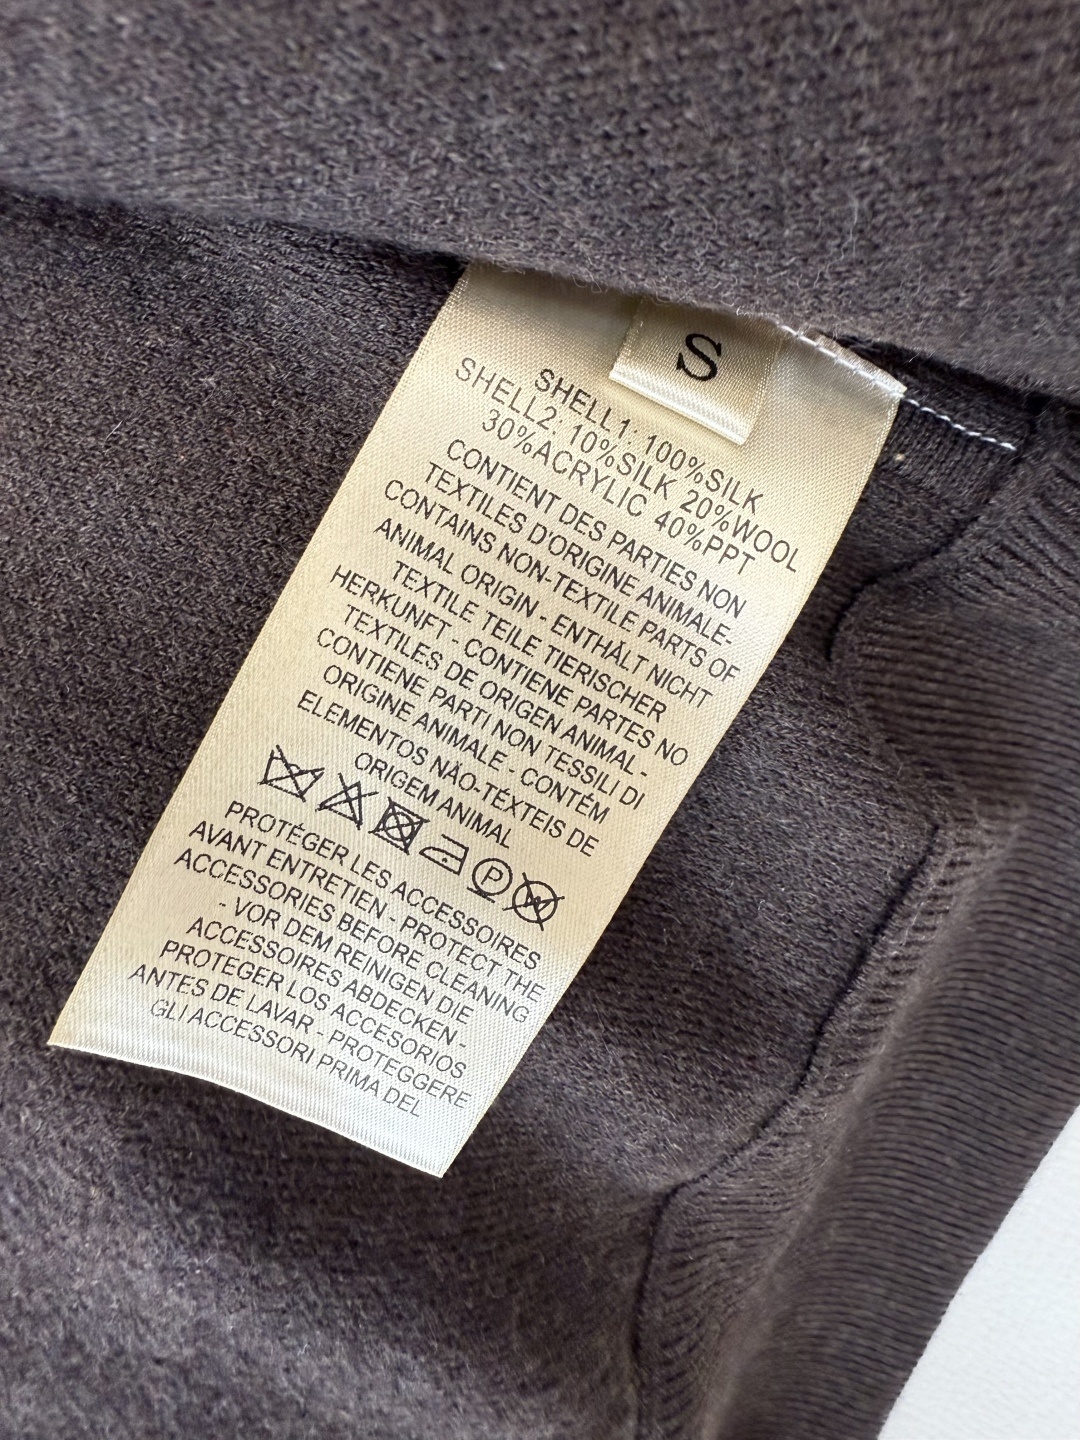 S
SHELL1: 100%SILK
SHELL2: 10%SILK 20%WOOL
30%ACRYLIC 40%PPT
CONTIENT DES PARTIES NON
TEXTILES D'ORIGINE ANIMALE-
CONTAINS NON-TEXTILE PARTS OF
ANIMAL ORIGIN - ENTHÄLT NICHT
TEXTILE TEILE TIERISCHER
HERKUNFT - CONTIENE PARTES NO
TEXTILES DE ORIGEN ANIMAL -
CONTIENE PARTI NON TESSILI DI
ORIGINE ANIMALE - CONTÉM
ELEMENTOS NÃO-TÉXTEIS DE
ORIGEM ANIMAL
P
W
PROTÉGER LES ACCESSOIRES
AVANT ENTRETIEN - PROTECT THE
ACCESSORIES BEFORE CLEANING
- VOR DEM REINIGEN DIE
ACCESSOIRES ABDECKEN -
PROTEGER LOS ACCESORIOS
ANTES DE LAVAR - PROTEGGERE
GLI ACCESSORI PRIMA DEL